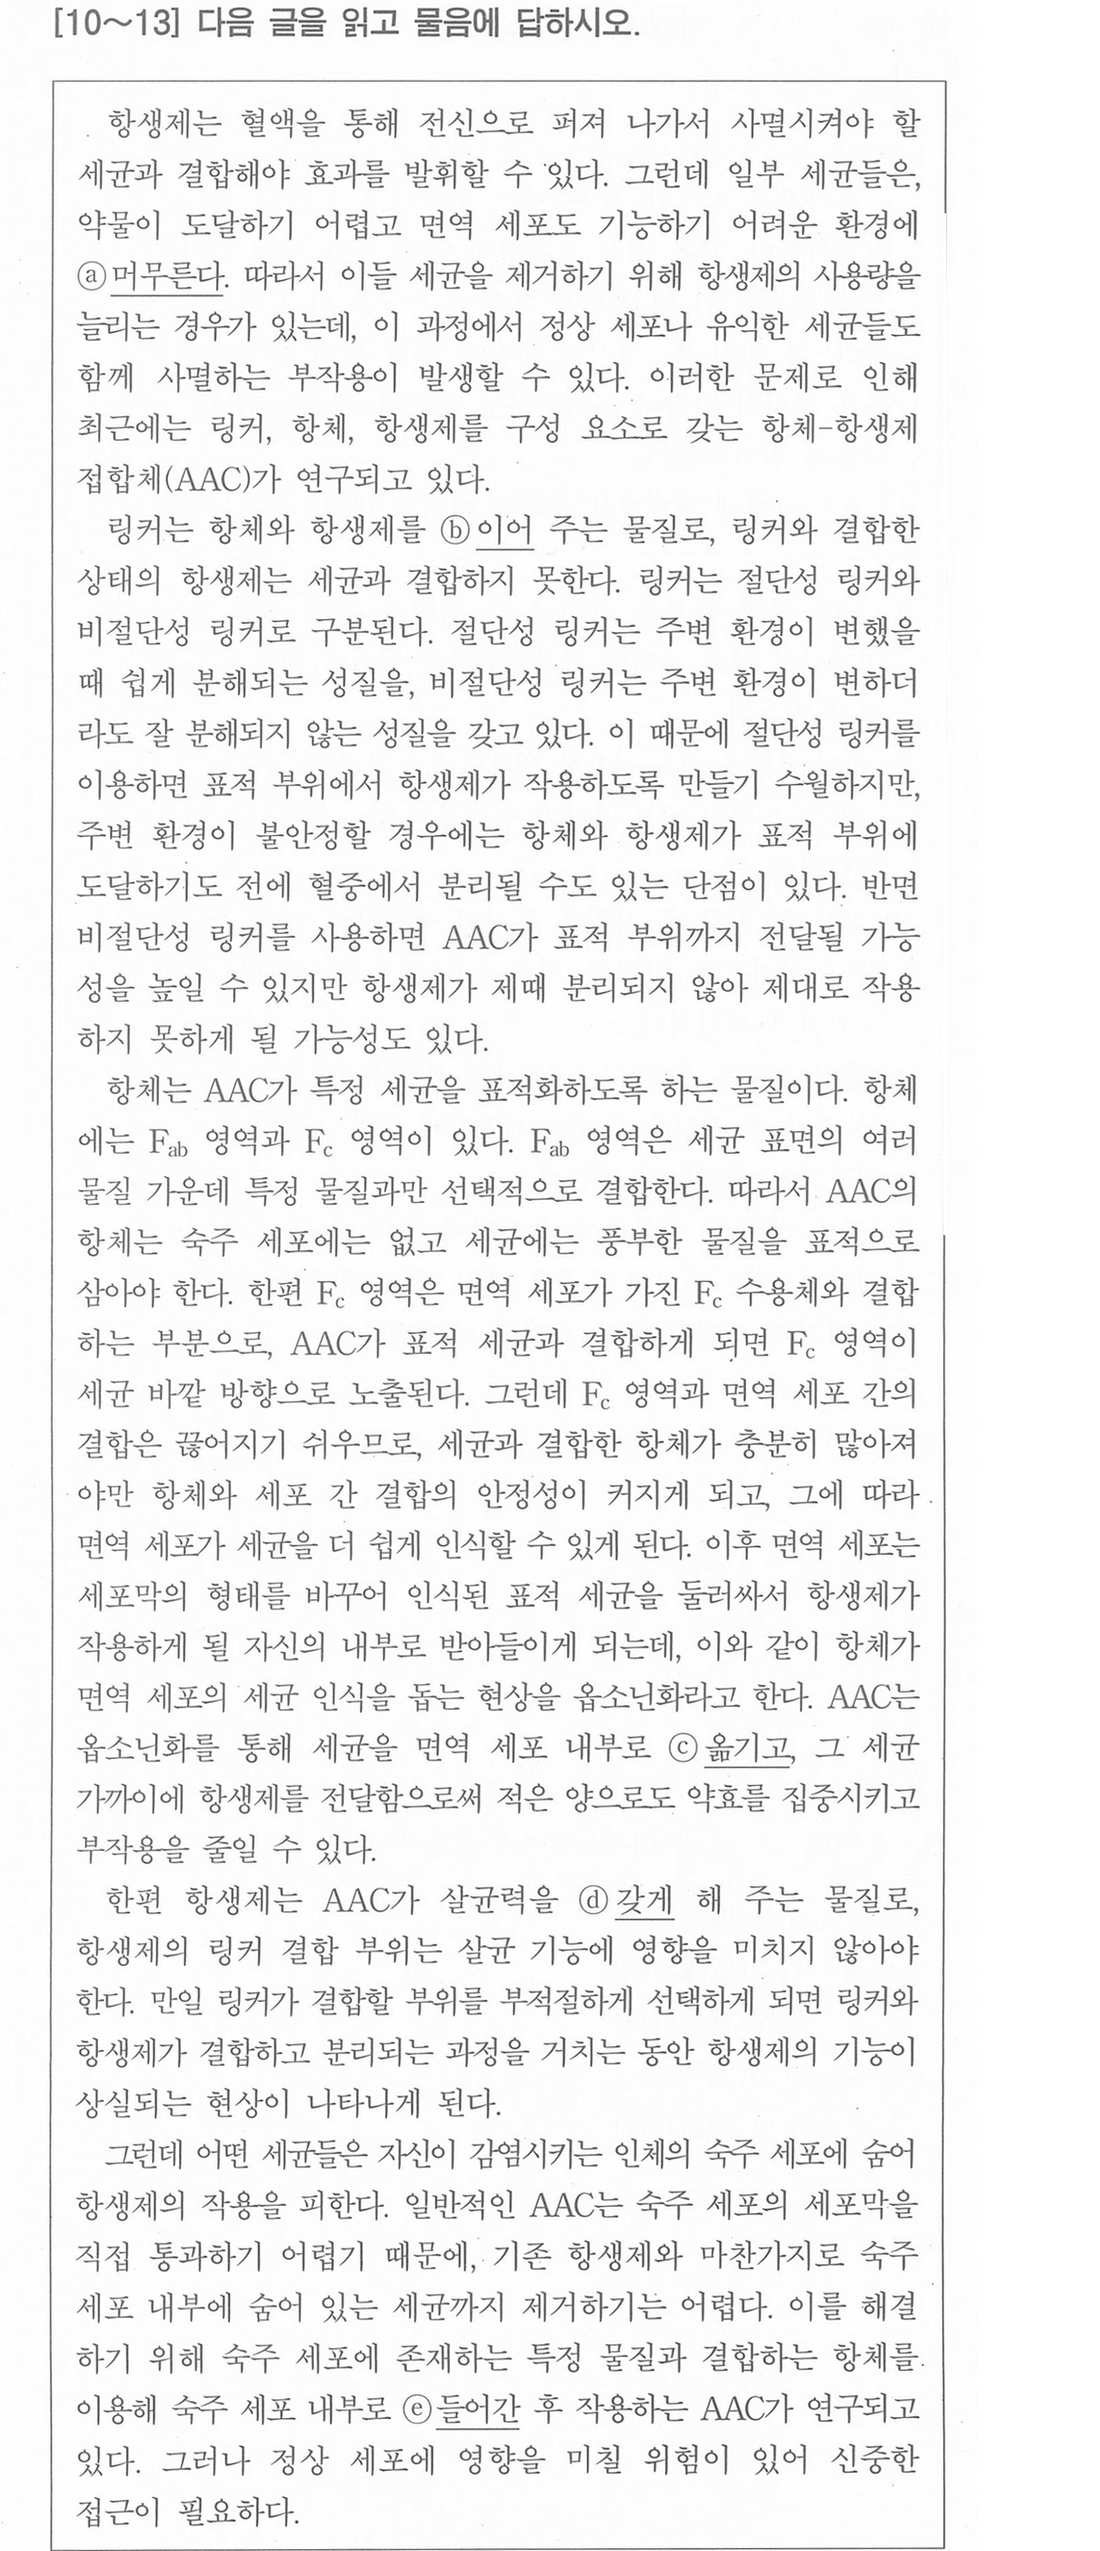 [10~13] 다음 글을 읽고 물음에 답하시오.
항생제는 혈액을 통해 전신으로 퍼져 나가서 사멸시켜야 할
세균과 결합해야 효과를 발휘할 수 있다. 그런데 일부 세균들은,
약물이 도달하기 어렵고 면역 세포도 기능하기 어려운 환경에
ⓐ머무른다. 따라서 이들 세균을 제거하기 위해 항생제의 사용량을
늘리는 경우가 있는데, 이 과정에서 정상 세포나 유익한 세균들도
함께 사멸하는 부작용이 발생할 수 있다. 이러한 문제로 인해
최근에는 링커, 항체, 항생제를 구성 요소로 갖는 항체-항생제
접합체(AAC)가 연구되고 있다.
링커는 항체와 항생제를 ⓑ이어 주는 물질로, 링커와 결합한
상태의 항생제는 세균과 결합하지 못한다. 링커는 절단성 링커와
비절단성 링커로 구분된다. 절단성 링커는 주변 환경이 변했을
때 쉽게 분해되는 성질을, 비절단성 링커는 주변 환경이 변하더
라도 잘 분해되지 않는 성질을 갖고 있다. 이 때문에 절단성 링커를
이용하면 표적 부위에서 항생제가 작용하도록 만들기 수월하지만,
주변 환경이 불안정할 경우에는 항체와 항생제가 표적 부위에
도달하기도 전에 혈중에서 분리될 수도 있는 단점이 있다. 반면
비절단성 링커를 사용하면 AAC가 표적 부위까지 전달될 가능
성을 높일 수 있지만 항생제가 제때 분리되지 않아 제대로 작용
하지 못하게 될 가능성도 있다.
항체는 AAC가 특정 세균을 표적화하도록 하는 물질이다. 항체
에는 Fab 영역과 Fc 영역이 있다. Fab 영역은 세균 표면의 여러
물질 가운데 특정 물질과만 선택적으로 결합한다. 따라서 AAC의
항체는 숙주 세포에는 없고 세균에는 풍부한 물질을 표적으로
삼아야 한다. 한편 Fc 영역은 면역 세포가 가진 Fc 수용체와 결합
하는 부분으로, AAC가 표적 세균과 결합하게 되면 Fc 영역이
세균 바깥 방향으로 노출된다. 그런데 Fc 영역과 면역 세포 간의
결합은 끊어지기 쉬우므로, 세균과 결합한 항체가 충분히 많아져
야만 항체와 세포 간 결합의 안정성이 커지게 되고, 그에 따라
면역 세포가 세균을 더 쉽게 인식할 수 있게 된다. 이후 면역 세포는
세포막의 형태를 바꾸어 인식된 표적 세균을 둘러싸서 항생제가
작용하게 될 자신의 내부로 받아들이게 되는데, 이와 같이 항체가
면역 세포의 세균 인식을 돕는 현상을 옵소닌화라고 한다. AAC는
옵소닌화를 통해 세균을 면역 세포 내부로 ⓒ옮기고, 그 세균
가까이에 항생제를 전달함으로써 적은 양으로도 약효를 집중시키고
부작용을 줄일 수 있다.
한편 항생제는 AAC가 살균력을 ⓓ갖게 해 주는 물질로,
항생제의 링커 결합 부위는 살균 기능에 영향을 미치지 않아야
한다. 만일 링커가 결합할 부위를 부적절하게 선택하게 되면 링커와
항생제가 결합하고 분리되는 과정을 거치는 동안 항생제의 기능이
상실되는 현상이 나타나게 된다.
그런데 어떤 세균들은 자신이 감염시키는 인체의 숙주 세포에 숨어
항생제의 작용을 피한다. 일반적인 AAC는 숙주 세포의 세포막을
직접 통과하기 어렵기 때문에, 기존 항생제와 마찬가지로 숙주
세포 내부에 숨어 있는 세균까지 제거하기는 어렵다. 이를 해결
하기 위해 숙주 세포에 존재하는 특정 물질과 결합하는 항체를
이용해 숙주 세포 내부로 ⓔ들어간 후 작용하는 AAC가 연구되고
있다. 그러나 정상 세포에 영향을 미칠 위험이 있어 신중한
접근이 필요하다.